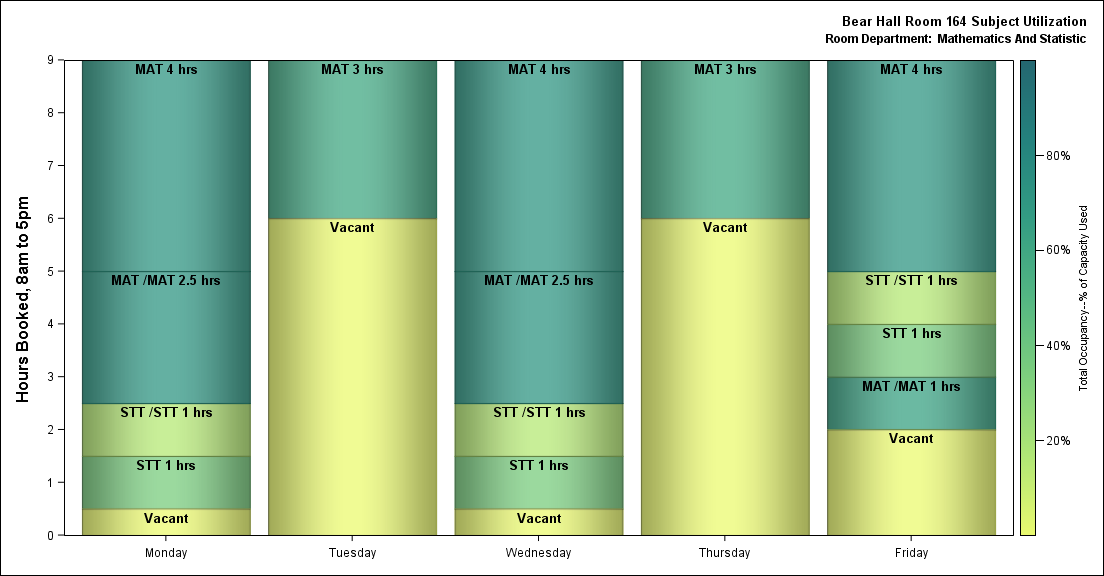 Bear Hall Room 164 Subject Utilization
Room Department: Mathematics And Statistic
Hours Booked, 8am to 5pm
9
8
7
6
5
4
3
2
1
0
MAT 4 hrs
MAT /MAT 2.5 hrs
STT /STT 1 hrs
STT 1 hrs
Vacant
Monday
MAT 3 hrs
Vacant
Tuesday
MAT 4 hrs
MAT /MAT 2.5 hrs
STT /STT 1 hrs
STT 1 hrs
Vacant
Wednesday
MAT 3 hrs
Vacant
Thursday
MAT 4 hrs
STT /STT 1 hrs
STT 1 hrs
MAT /MAT 1 hrs
Vacant
Friday
80%
60%
40%
20%
Total Occupancy--% of Capacity Used